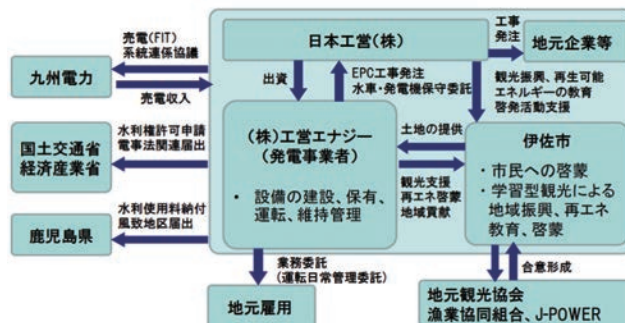 日本工営(株)
工事
発注
地元企業等
売電(FIT)
系統連係協議
九州電力
売電収入
出資
EPC工事発注
水車・発電機保守委託
観光振興、再生可能
エネルギーの教育
啓発活動支援
水利権許可申請
電事法関連届出
国土交通省
経済産業省
(株)工営エナジー
(発電事業者)
・ 設備の建設、保有、
運転、維持管理
土地の提供
観光支援
再エネ啓蒙
地域貢献
伊佐市
・市民への啓蒙
・学習型観光による
地域振興、再エネ
教育、啓蒙
水利使用料納付
風致地区届出
鹿児島県
業務委託
(運転日常管理委託)
地元雇用
合意形成
地元観光協会
漁業協同組合、J-POWER